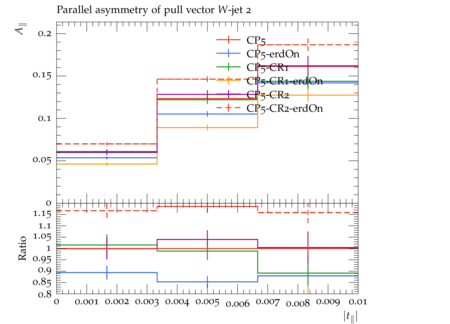 Parallel asymmetry of pull vector W-jet 2
A∥
0.2
0.15
0.1
0.05
0
CP5
CP5-erdOn
CP5-CR1
CP5-CR1-erdOn
CP5-CR2
CP5-CR2-erdOn
Ratio
1.15
1.1
1.05
1
0.95
0.9
0.85
0.8
0 0.001 0.002 0.003 0.004 0.005 0.006 0.007 0.008 0.009 0.01
|t∥|